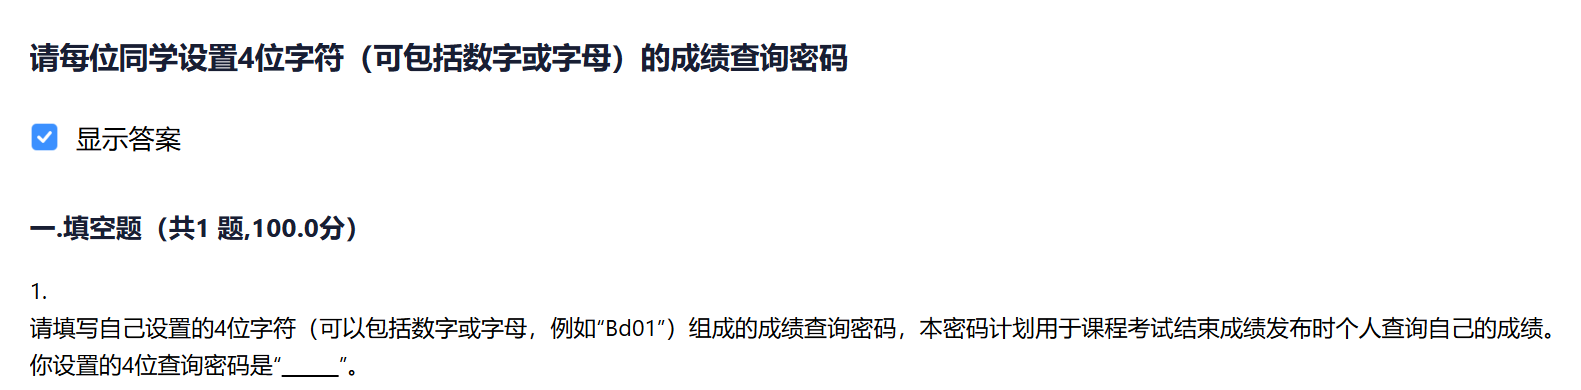 请每位同学设置4位字符（可包括数字或字母）的成绩查询密码
显示答案
一.填空题（共1 题,100.0分）
1.
请填写自己设置的4位字符（可以包括数字或字母，例如“Bd01”）组成的成绩查询密码，本密码计划用于课程考试结束成绩发布时个人查询自己的成绩。
你设置的4位查询密码是“_____”。